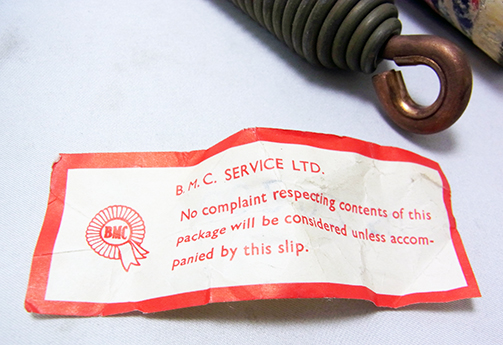 B.M.C. SERVICE LTD.
No complaint respecting contents of this
package will be considered unless accom-
panied by this slip.
BMC